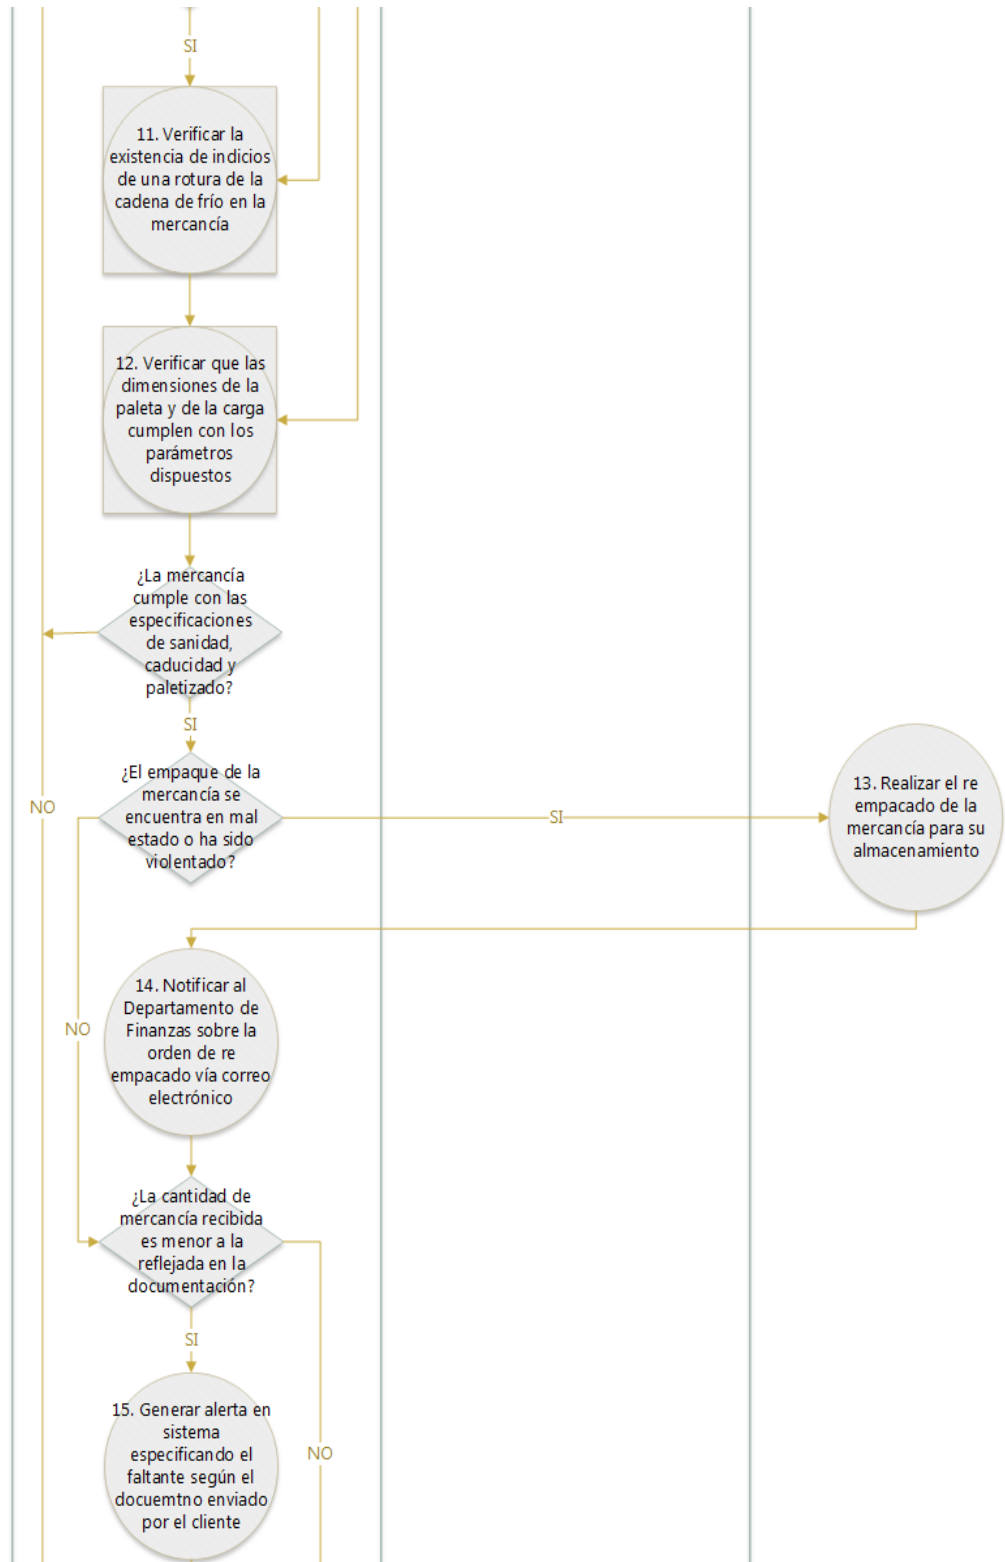 SI
11. Verificar la
existencia de indicios
de una rotura de la
cadena de frío en la
mercancía
12. Verificar que las
dimensiones de la
paleta y de la carga
cumplen con los
parámetros
dispuestos
¿La mercancía
cumple con las
especificaciones
de sanidad,
caducidad y
paletizado?
SI
NO
¿El empaque de la
mercancía se
encuentra en mal
estado o ha sido
violentado?
SI
13. Realizar el re
empacado de la
mercancía para su
almacenamiento
14. Notificar al
Departamento de
Finanzas sobre la
orden de re
empacado vía correo
electrónico
NO
¿La cantidad de
mercancía recibida
es menor a la
reflejada en la
documentación?
SI
15. Generar alerta en
sistema
especificando el
faltante según el
docuemtno enviado
por el cliente
NO